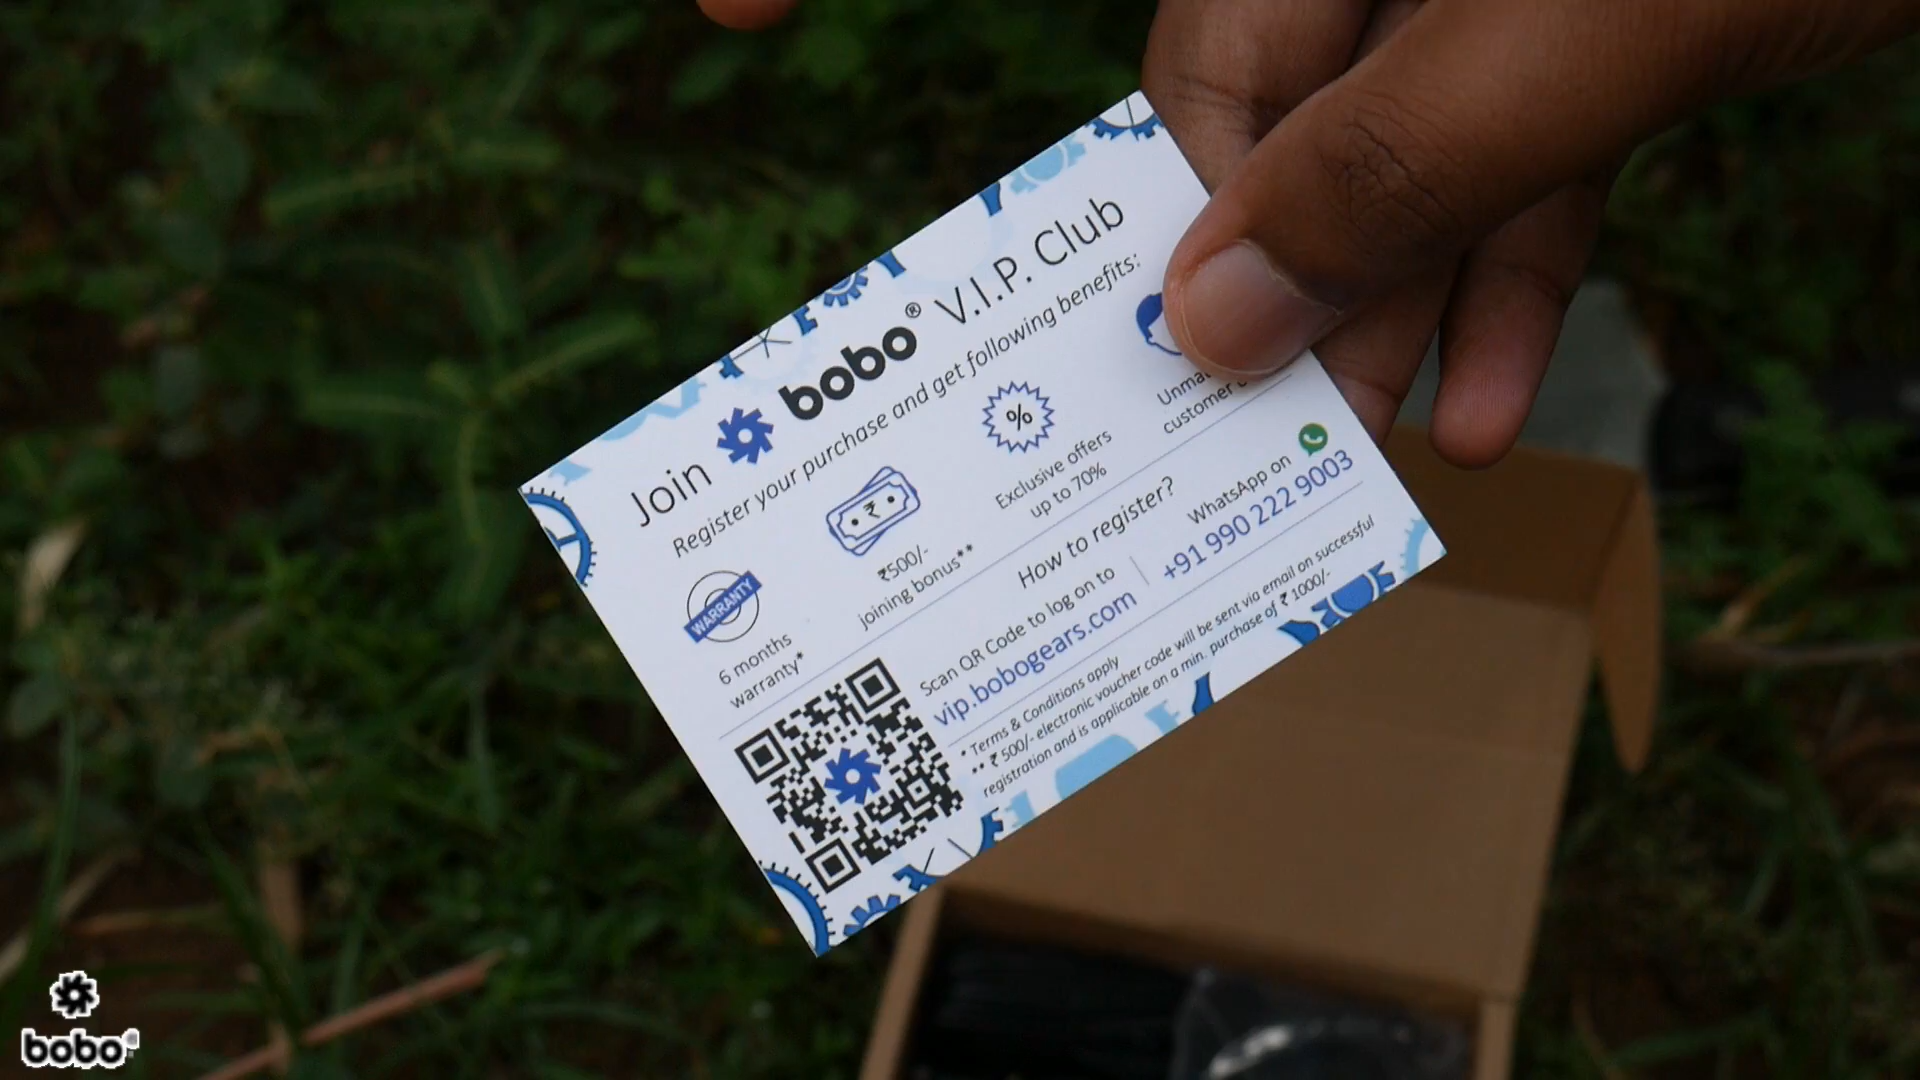 Join bobo® V.I.P. Club
Register your purchase and get following benefits:
WARRANTY
6 months
warranty*
₹
₹500/-
joining bonus**
%
Exclusive offers
up to 70%
customer
How to register?
Scan QR Code to log on to
vip.bobogears.com
WhatsApp on
+91 990 222 9003
* Terms & Conditions apply
** ₹ 500/- electronic voucher code will be sent via email on successful
registration and is applicable on a min. purchase of ₹ 1000/-
bobo